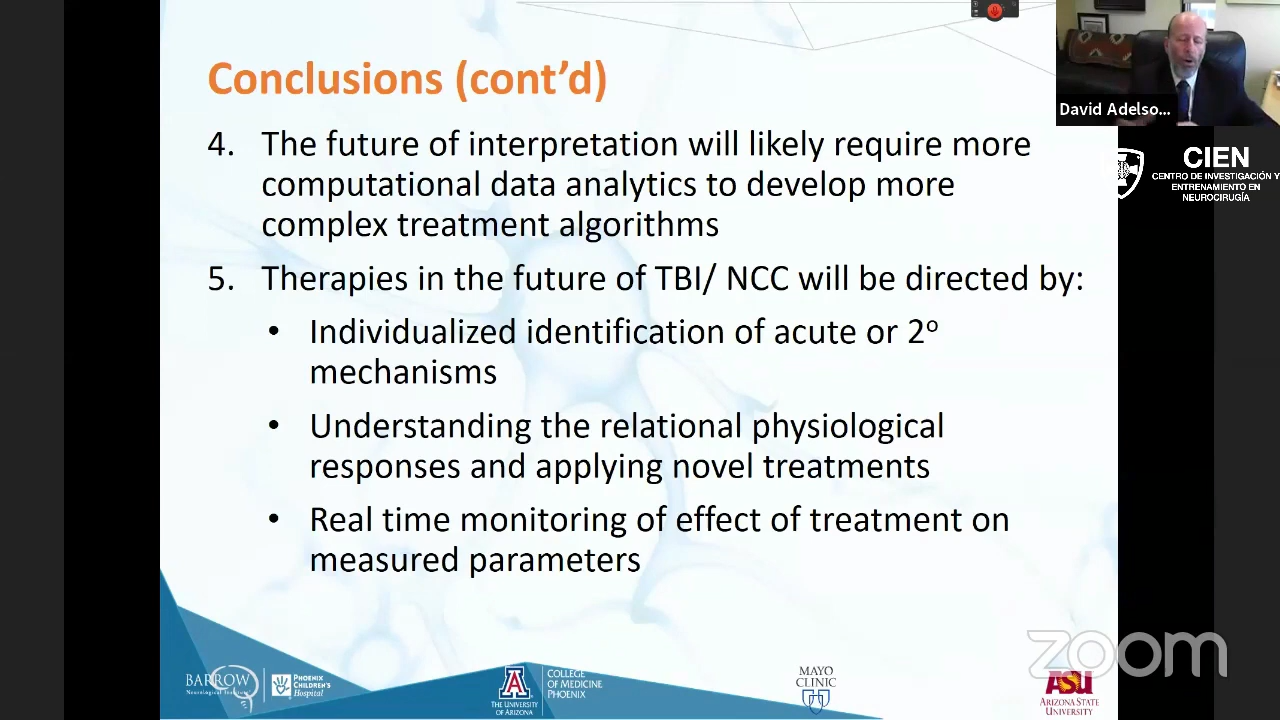 Conclusions (cont’d)
4. The future of interpretation will likely require more
computational data analytics to develop more
complex treatment algorithms
5. Therapies in the future of TBI/ NCC will be directed by:
• Individualized identification of acute or 2º
mechanisms
• Understanding the relational physiological
responses and applying novel treatments
• Real time monitoring of effect of treatment on
measured parameters
David Adelso...
CIEN
CENTRO DE INVESTIGACIÓN Y
ENTRENAMIENTO EN
NEUROCIRUGÍA
zoom
BARROW
Neurological Institute
PHOENIX
CHILDREN'S
Hospital
A
THE UNIVERSITY
OF ARIZONA
COLLEGE
OF MEDICINE
PHOENIX
MAYO
CLINIC
ASU
ARIZONA STATE
UNIVERSITY